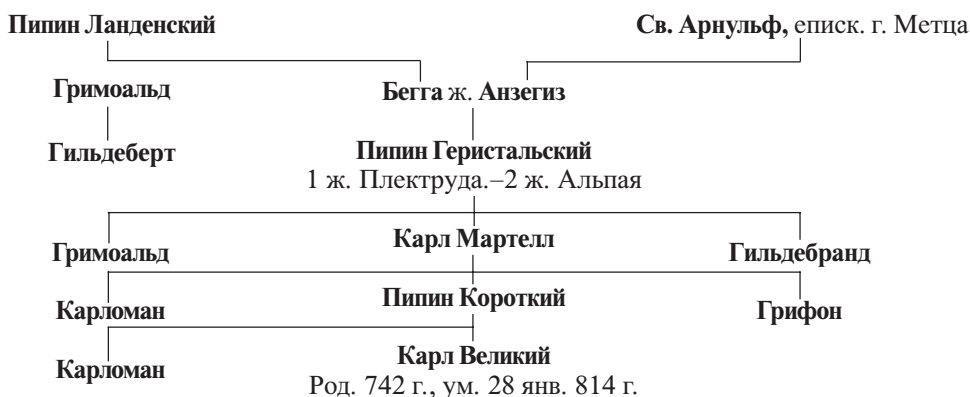 Пипин Ланденский
Св. Арнульф, еписк. г. Метца
Гримоальд
Бегга ж. Анзегиз
Гильдеберт
Пипин Геристальский
1 ж. Плектруда.–2 ж. Альпая
Гримоальд
Карл Мартелл
Гильдебранд
Карломан
Пипин Короткий
Грифон
Карломан
Карл Великий
Род. 742 г., ум. 28 янв. 814 г.